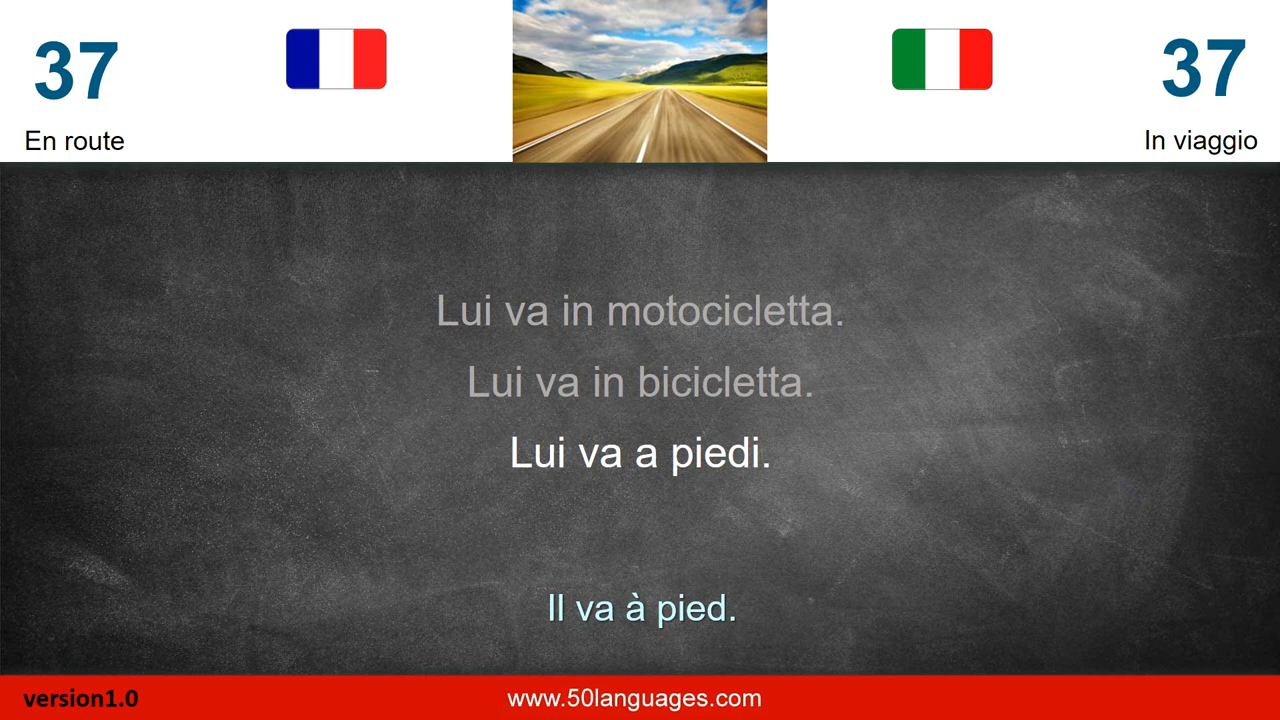 37
37
En route
In viaggio
Lui va in motocicletta.
Lui va in bicicletta.
Lui va a piedi.
Il va à pied.
version1.0
www.50languages.com